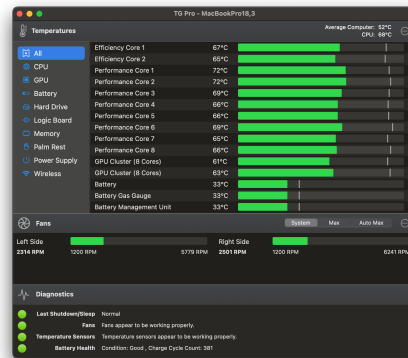 TG Pro - MacBookPro18,3
Temperatures
Average Computer: 52°C
CPU: 68°C
All
CPU
GPU
Battery
Hard Drive
Logic Board
Memory
Palm Rest
Power Supply
Wireless
Efficiency Core 1 67°C
Efficiency Core 2 65°C
Performance Core 1 72°C
Performance Core 2 72°C
Performance Core 3 69°C
Performance Core 4 66°C
Performance Core 5 66°C
Performance Core 6 69°C
Performance Core 7 65°C
Performance Core 8 66°C
GPU Cluster (8 Cores) 61°C
GPU Cluster (8 Cores) 63°C
Battery 33°C
Battery Gas Gauge 33°C
Battery Management Unit 33°C
Fans
System Max Auto Max
Left Side Right Side
2314 RPM 1200 RPM 5779 RPM 2501 RPM 1200 RPM 6241 RPM
Diagnostics
Last Shutdown/Sleep Normal
Fans Fans appear to be working properly.
Temperature Sensors Temperature sensors appear to be working properly.
Battery Health Condition: Good , Charge Cycle Count: 381